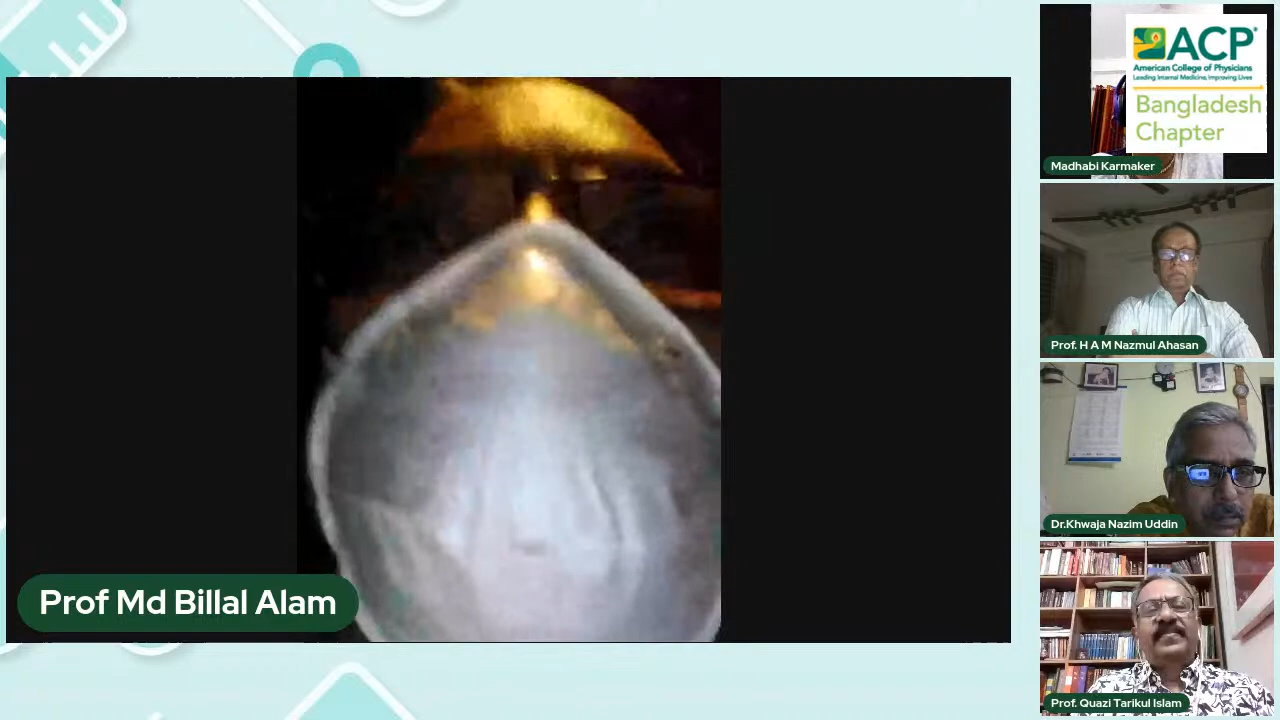 ACP®
American College of Physicians
Leading Internal Medicine, Improving Lives
Bangladesh
Chapter
Madhabi Karmaker
Prof. H A M Nazmul Ahasan
Dr.Khwaja Nazim Uddin
Prof Md Billal Alam
Prof. Quazi Tarikul Islam